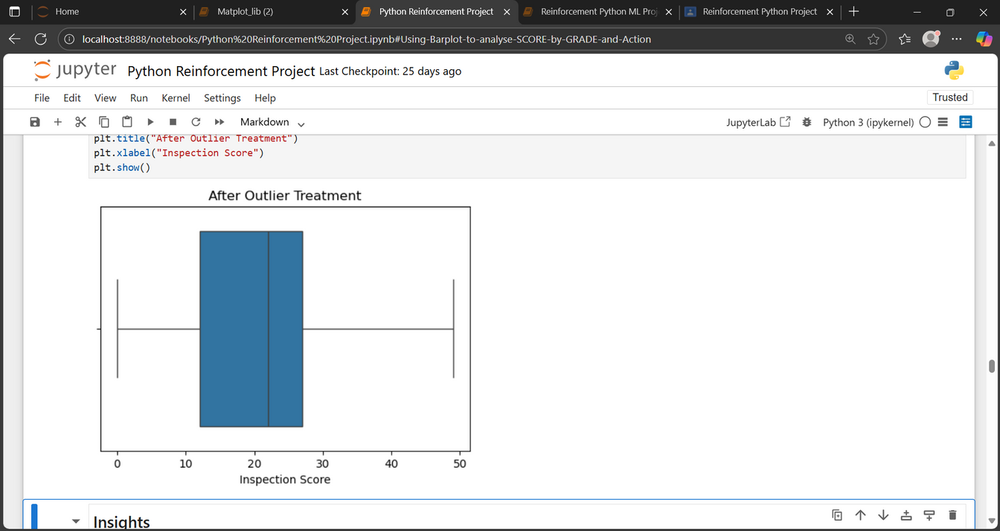 Home
Matplot_lib (2)
Python Reinforcement Project
Reinforcement Python ML Proj
Reinforcement Python Project
localhost:8888/notebooks/Python%20Reinforcement%20Project.ipynb#Using-Barplot-to-analyse-SCORE-by-GRADE-and-Action
jupyter Python Reinforcement Project Last Checkpoint: 25 days ago
File Edit View Run Kernel Settings Help
Trusted
Markdown
JupyterLab
Python 3 (ipykernel)
plt.title("After Outlier Treatment")
plt.xlabel("Inspection Score")
plt.show()
After Outlier Treatment
0 10 20 30 40 50
Inspection Score
Insights